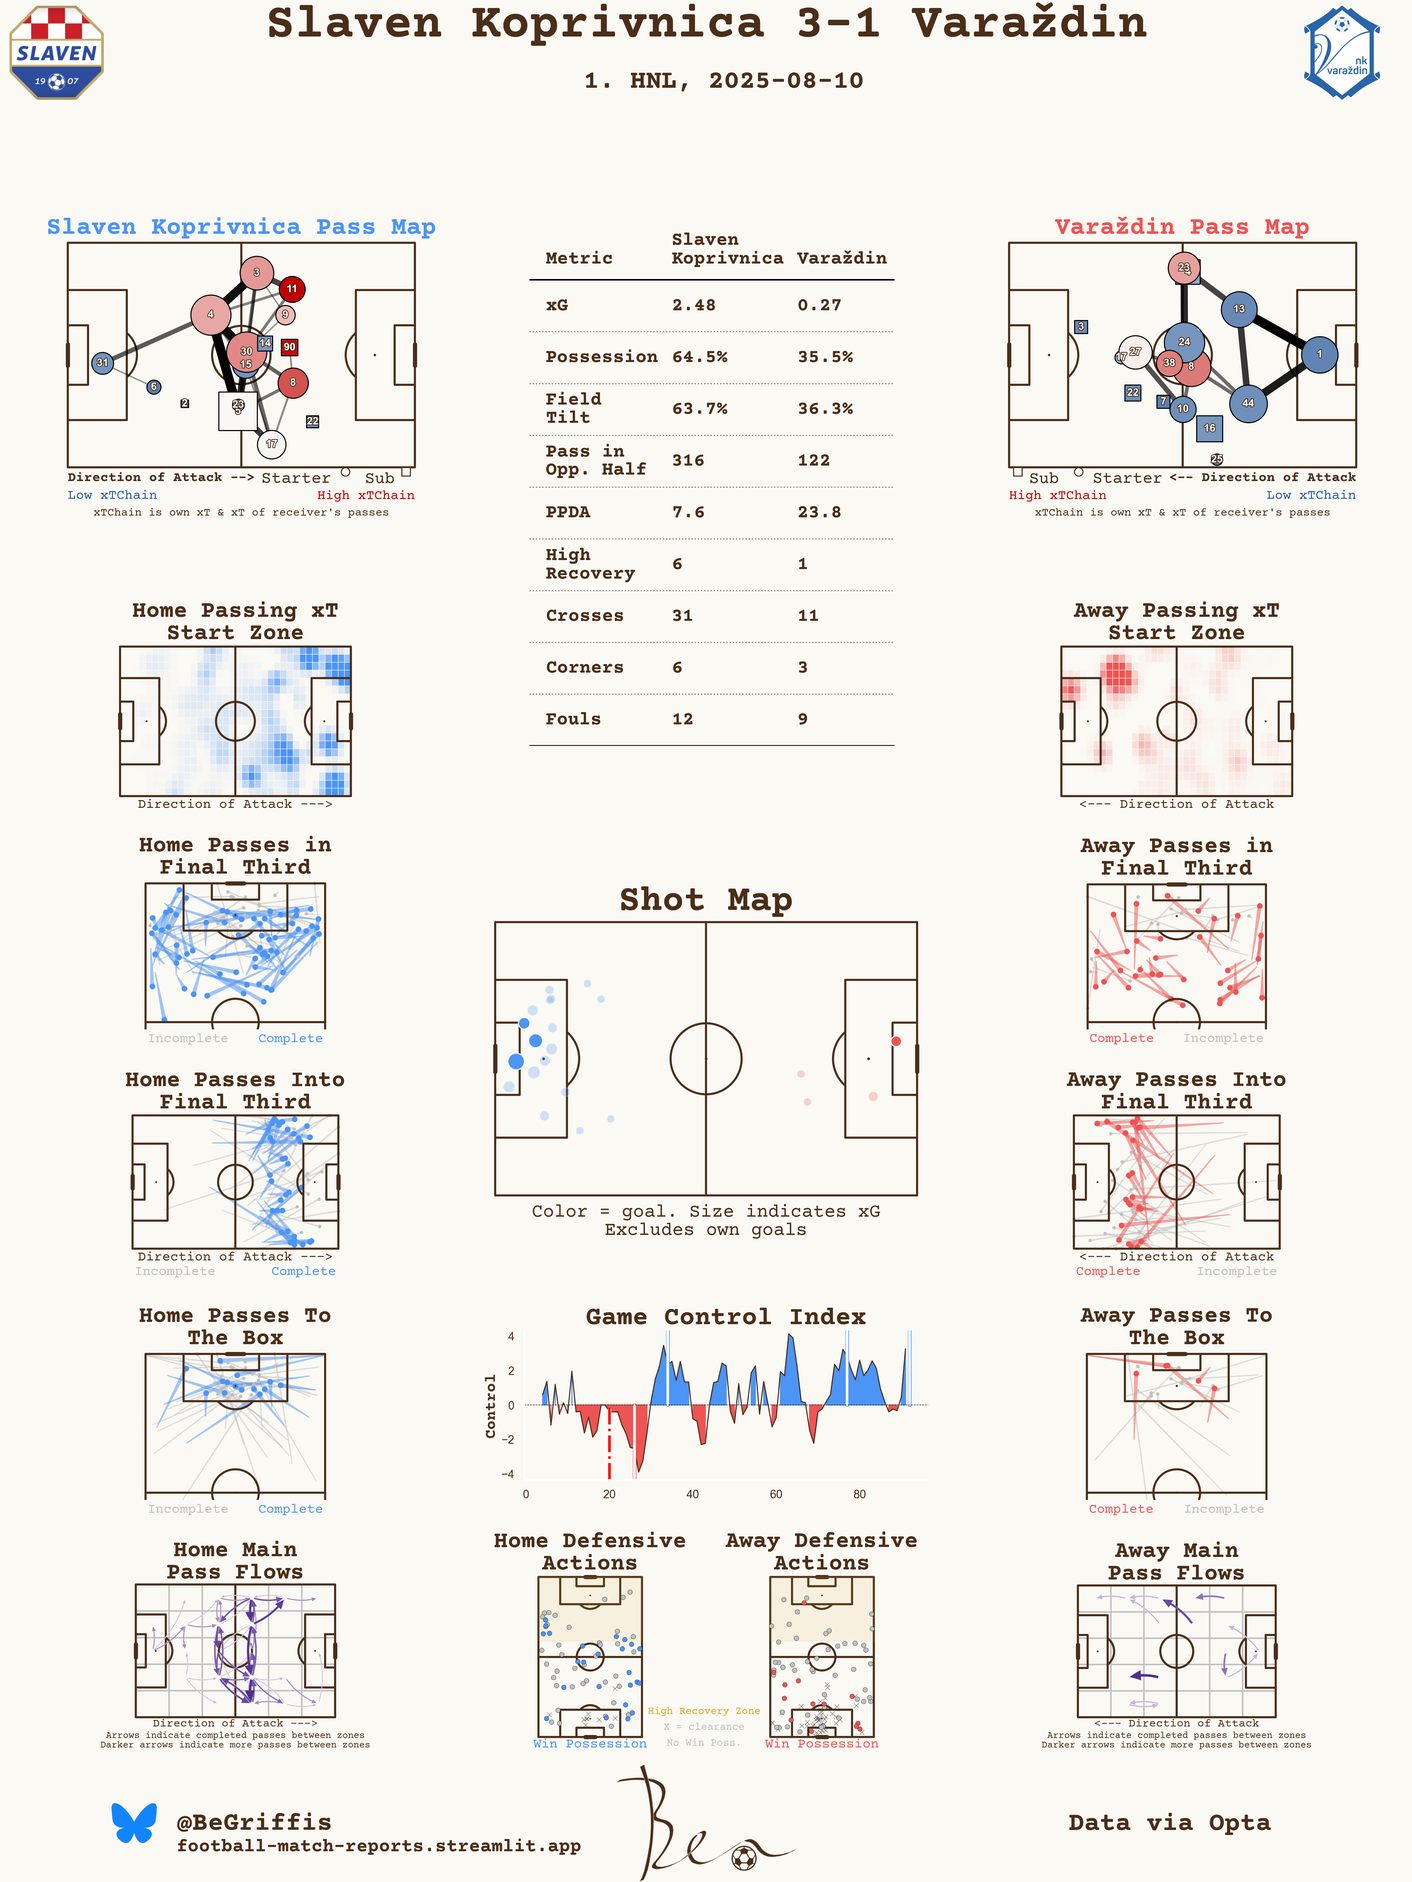 Slaven Koprivnica 3-1 Varaždin
1. HNL, 2025-08-10
SLAVEN
19 07
nk
varaždin
Slaven Koprivnica Pass Map
3
11
4
9
30
14
90
15
31
6
8
2
23
22
17
Direction of Attack --> Starter Sub
Low xTChain High xTChain
xTChain is own xT & xT of receiver's passes
Metric Slaven Koprivnica Varaždin
xG 2.48 0.27
Possession 64.5% 35.5%
Field Tilt 63.7% 36.3%
Pass in Opp. Half 316 122
PPDA 7.6 23.8
High Recovery 6 1
Crosses 31 11
Corners 6 3
Fouls 12 9
Varaždin Pass Map
23
4
13
3
24
27
17
38
8
1
22
7
10
44
16
25
Sub Starter <-- Direction of Attack
High xTChain Low xTChain
xTChain is own xT & xT of receiver's passes
Home Passing xT
Start Zone
Direction of Attack --->
Away Passing xT
Start Zone
<--- Direction of Attack
Home Passes in
Final Third
Incomplete Complete
Away Passes in
Final Third
Complete Incomplete
Shot Map
Color = goal. Size indicates xG
Excludes own goals
Home Passes Into
Final Third
Direction of Attack --->
Incomplete Complete
Away Passes Into
Final Third
<--- Direction of Attack
Complete Incomplete
Home Passes To
The Box
Incomplete Complete
Game Control Index
Control
4
2
0
−2
−4
0 20 40 60 80
Away Passes To
The Box
Complete Incomplete
Home Main
Pass Flows
Direction of Attack --->
Arrows indicate completed passes between zones
Darker arrows indicate more passes between zones
Home Defensive
Actions
Win Possession
High Recovery Zone
X = clearance
No Win Poss.
Away Defensive
Actions
Win Possession
Away Main
Pass Flows
<--- Direction of Attack
Arrows indicate completed passes between zones
Darker arrows indicate more passes between zones
@BeGriffis
football-match-reports.streamlit.app
Ben
Data via Opta